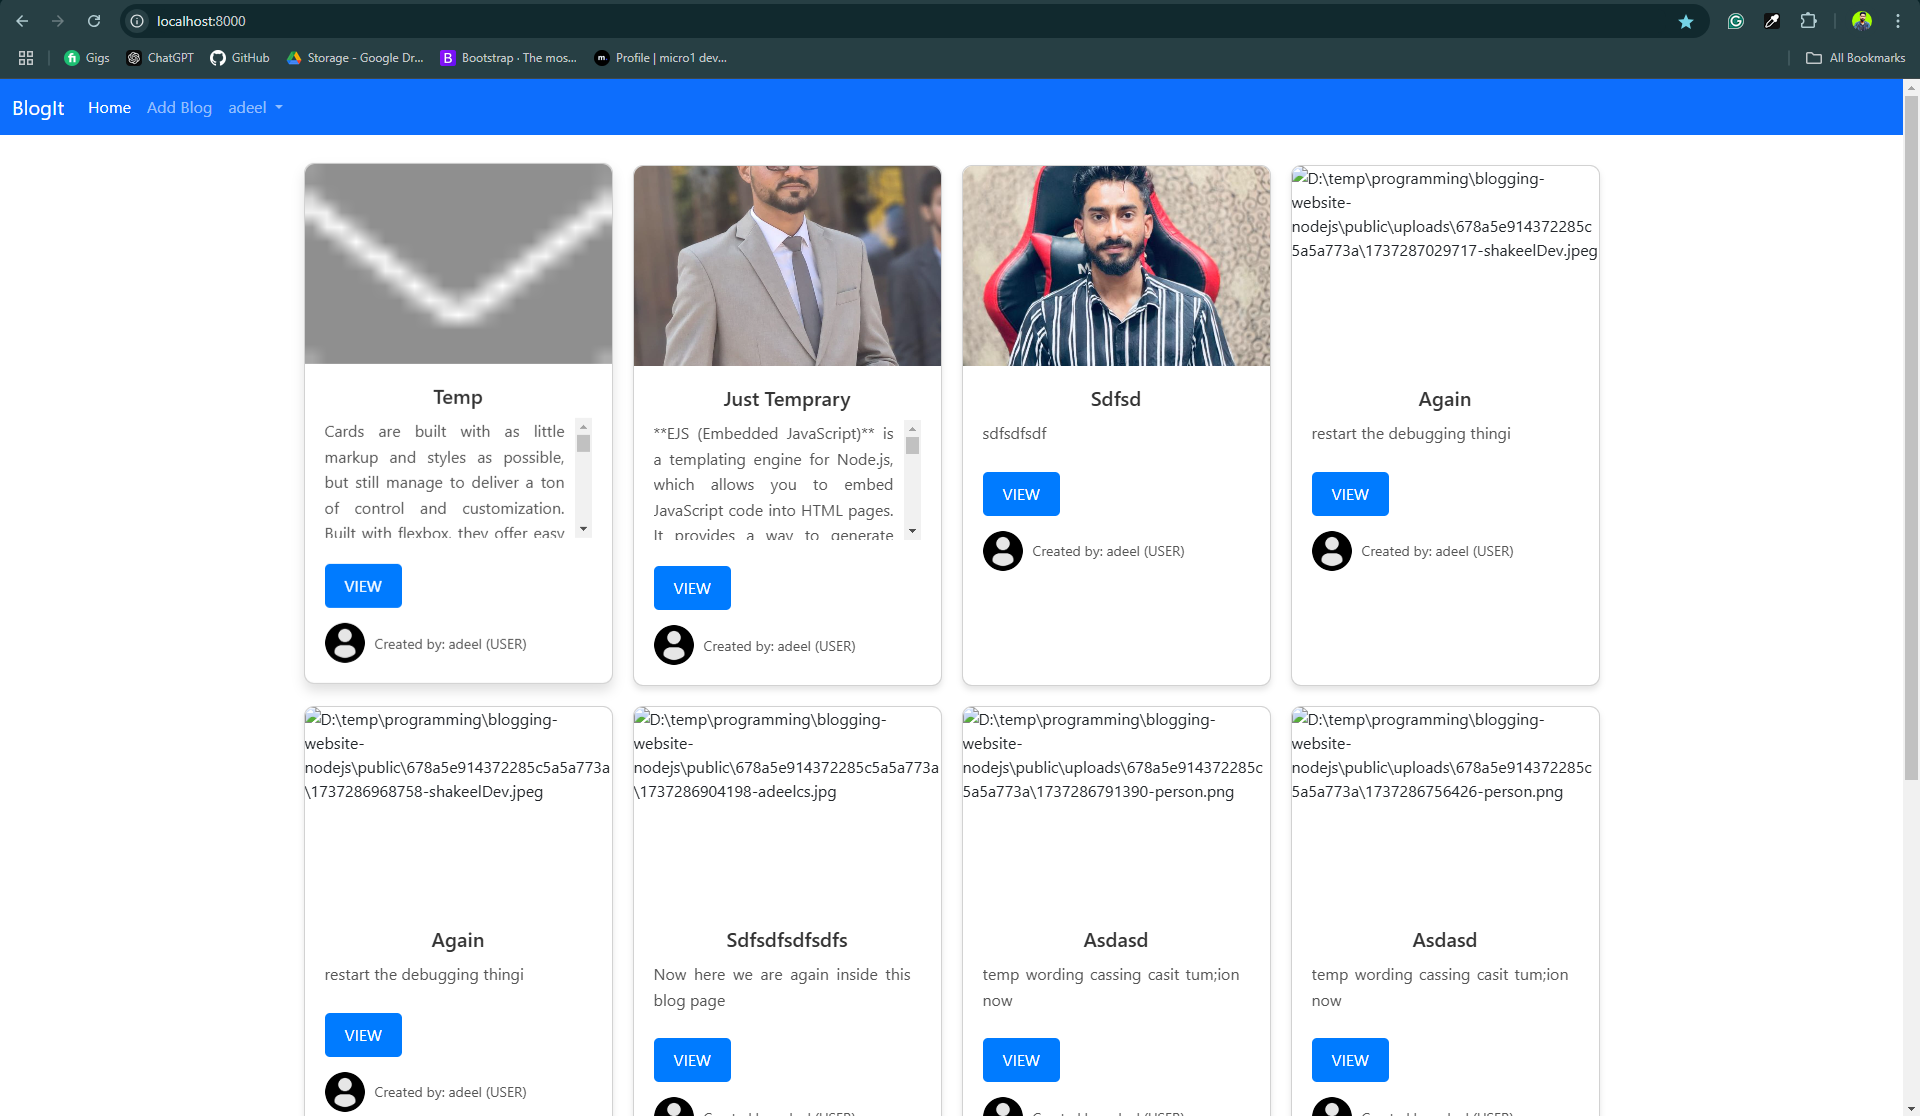 localhost:8000
Gigs
ChatGPT
GitHub
Storage - Google Dr...
Bootstrap · The mos...
Profile | micro1 dev...
All Bookmarks
BlogIt
Home
Add Blog
adeel
Temp
Cards are built with as little
markup and styles as possible,
but still manage to deliver a ton
of control and customization.
Built with flexbox, they offer easy
VIEW
Created by: adeel (USER)
Just Temprary
**EJS (Embedded JavaScript)** is
a templating engine for Node.js,
which allows you to embed
JavaScript code into HTML pages.
It provides a way to generate
VIEW
Created by: adeel (USER)
Sdfsd
sdfsdfsdf
VIEW
Created by: adeel (USER)
D:\temp\programming\blogging-
website-
nodejs\public\uploads\678a5e914372285c
5a5a773a\1737287029717-shakeelDev.jpeg
Again
restart the debugging thingi
VIEW
Created by: adeel (USER)
D:\temp\programming\blogging-
website-
nodejs\public\678a5e914372285c5a5a773a
\1737286968758-shakeelDev.jpeg
Again
restart the debugging thingi
VIEW
Created by: adeel (USER)
D:\temp\programming\blogging-
website-
nodejs\public\678a5e914372285c5a5a773a
\1737286904198-adeelcs.jpg
Sdfsdfsdfsdfs
Now here we are again inside this
blog page
VIEW
D:\temp\programming\blogging-
website-
nodejs\public\uploads\678a5e914372285c
5a5a773a\1737286791390-person.png
Asdasd
temp wording cassing casit tum;ion
now
VIEW
D:\temp\programming\blogging-
website-
nodejs\public\uploads\678a5e914372285c
5a5a773a\1737286756426-person.png
Asdasd
temp wording cassing casit tum;ion
now
VIEW